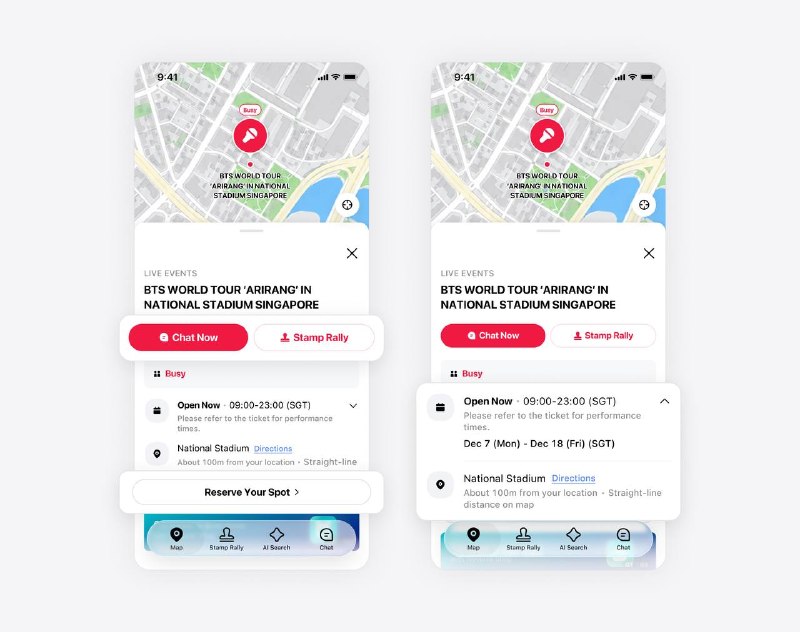 9:41
Busy
BTS WORLD TOUR
'ARIRANG' IN NATIONAL
STADIUM SINGAPORE
LIVE EVENTS
BTS WORLD TOUR 'ARIRANG' IN
NATIONAL STADIUM SINGAPORE
Chat Now
Stamp Rally
Busy
Open Now · 09:00-23:00 (SGT)
Please refer to the ticket for performance
times.
National Stadium Directions
About 100m from your location • Straight-line
Reserve Your Spot >
Map
Stamp Rally
AI Search
Chat
9:41
Busy
BTS WORLD TOUR
'ARIRANG' IN NATIONAL
STADIUM SINGAPORE
LIVE EVENTS
BTS WORLD TOUR 'ARIRANG' IN
NATIONAL STADIUM SINGAPORE
Chat Now
Stamp Rally
Busy
Open Now · 09:00-23:00 (SGT)
Please refer to the ticket for performance
times.
Dec 7 (Mon) - Dec 18 (Fri) (SGT)
National Stadium Directions
About 100m from your location • Straight-line
distance on map
Map
Stamp Rally
AI Search
Chat